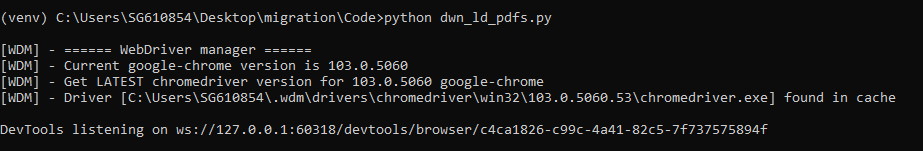 (venv) C:\Users\SG610854\Desktop\migration\Code>python dwn_ld_pdfs.py
[WDM] - ====== WebDriver manager ======
[WDM] - Current google-chrome version is 103.0.5060
[WDM] - Get LATEST chromedriver version for 103.0.5060 google-chrome
[WDM] - Driver [C:\Users\SG610854\.wdm\drivers\chromedriver\win32\103.0.5060.53\chromedriver.exe] found in cache
DevTools listening on ws://127.0.0.1:60318/devtools/browser/c4ca1826-c99c-4a41-82c5-7f737575894f